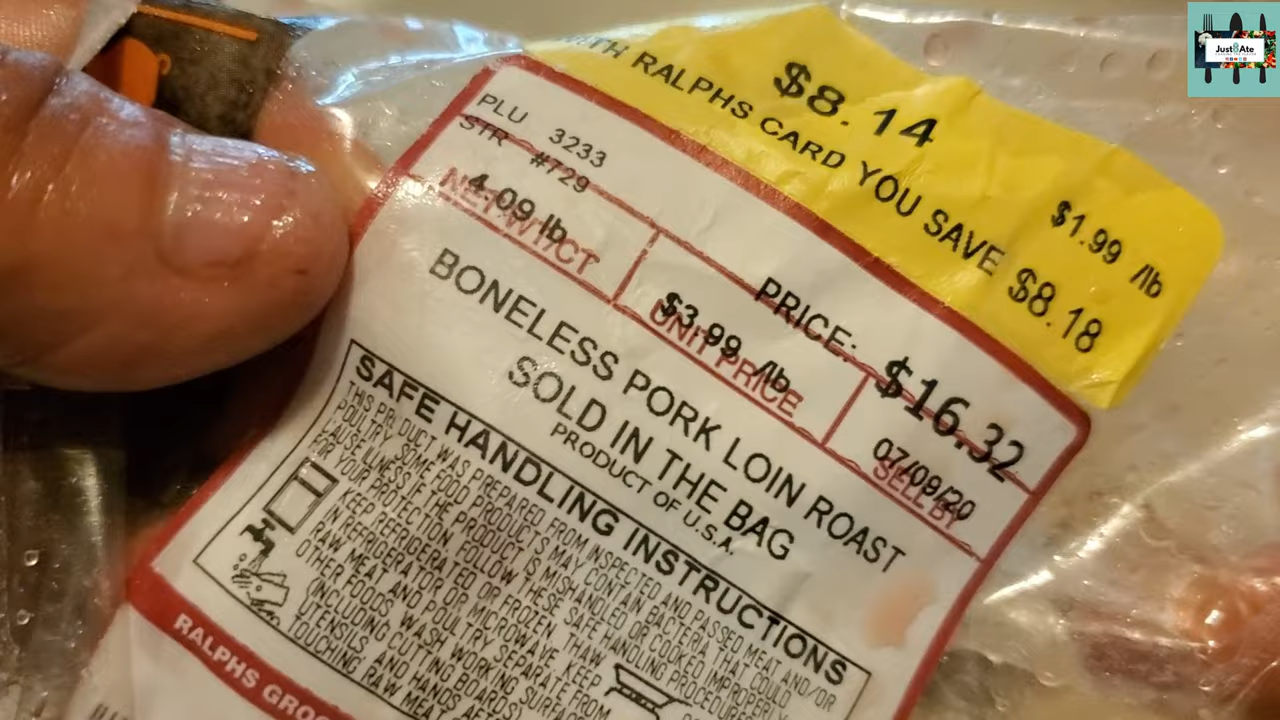 $8.14
WITH RALPHS CARD YOU SAVE $8.18
$1.99 /lb
PLU 3233
STR #729
4.09 lb
NET WT/CT
$3.99 /lb
UNIT PRICE
PRICE: $16.32
07/09/20
SELL BY
BONELESS PORK LOIN ROAST
SOLD IN THE BAG
PRODUCT OF U.S.A.
SAFE HANDLING INSTRUCTIONS
THIS PRODUCT WAS PREPARED FROM INSPECTED AND PASSED MEAT AND/OR
POULTRY. SOME FOOD PRODUCTS MAY CONTAIN BACTERIA THAT COULD
CAUSE ILLNESS IF THE PRODUCT IS MISHANDLED OR COOKED IMPROPERLY.
FOR YOUR PROTECTION, FOLLOW THESE SAFE HANDLING PROCEDURES
KEEP REFRIGERATED OR FROZEN. THAW
IN REFRIGERATOR OR MICROWAVE. KEEP
RAW MEAT AND POULTRY SEPARATE FROM
OTHER FOODS. WASH WORKING
(INCLUDING CUTTING BOARDS)
UTENSILS, AND HANDS
TOUCHING RAW MEAT
RALPHS
Just8Ate